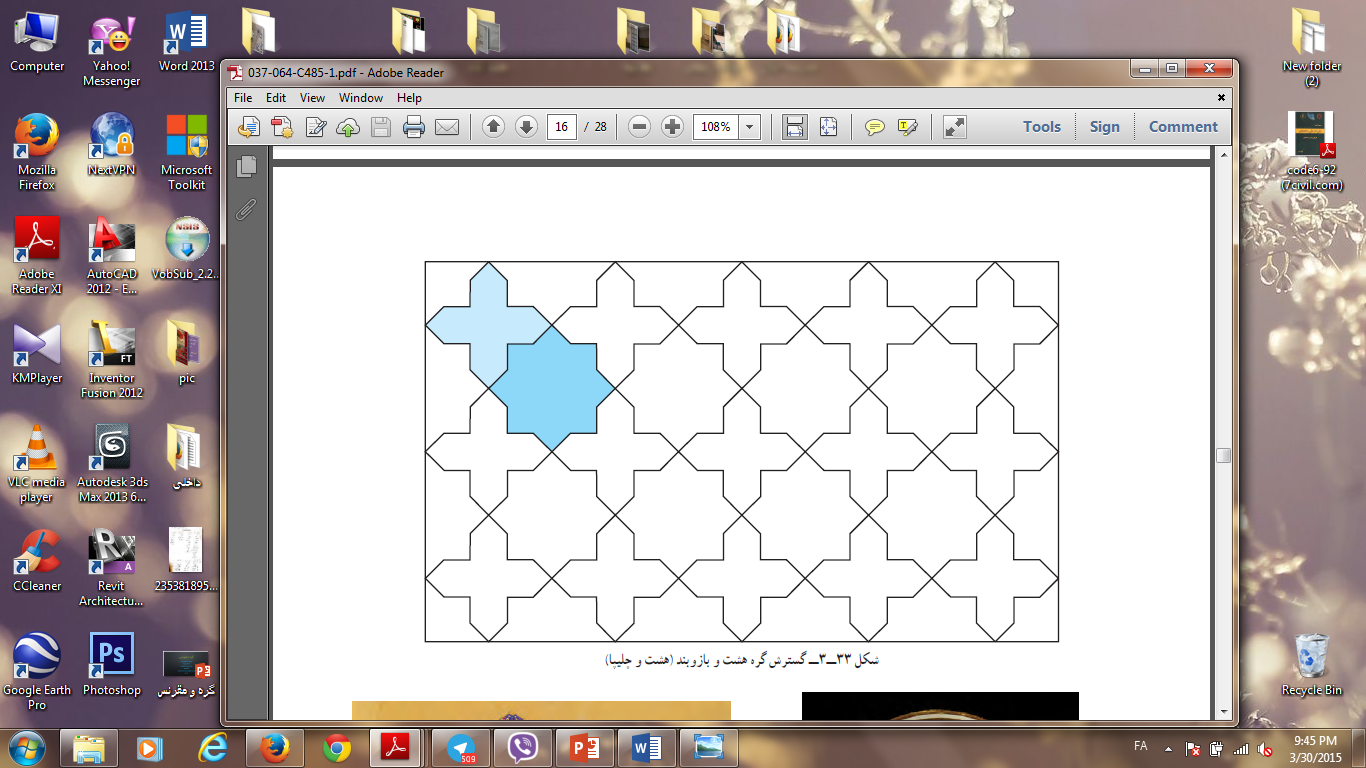 Computer
Yahoo!
Messenger
Word 2013
New folder
(2)
037-064-C485-1.pdf - Adobe Reader
File Edit View Window Help
16 / 28
108%
Tools Sign Comment
Mozilla
Firefox
NextVPN
Microsoft
Toolkit
code6-92
(7civil.com)
Adobe
Reader XI
AutoCAD
2012 - E...
NSIS
VobSub_2.2...
KMPlayer
FT
Inventor
Fusion 2012
pic
VLC media
player
Autodesk 3ds
Max 2013 6...
داخلی
CCleaner
Revit
Architectu...
235381895...
Google Earth
Pro
Ps
Photoshop
گره و مقرنس
Recycle Bin
شکل ۳۳ــ۳ــ گسترش گره هشت و بازوبند (هشت و چلیپا)
509
FA
9:45 PM
3/30/2015